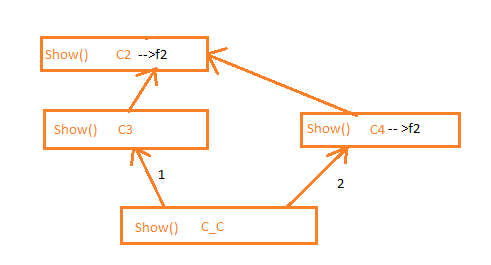 Show() C2 -->f2
Show() C3
Show() C4 -- >f2
1
2
Show() C_C